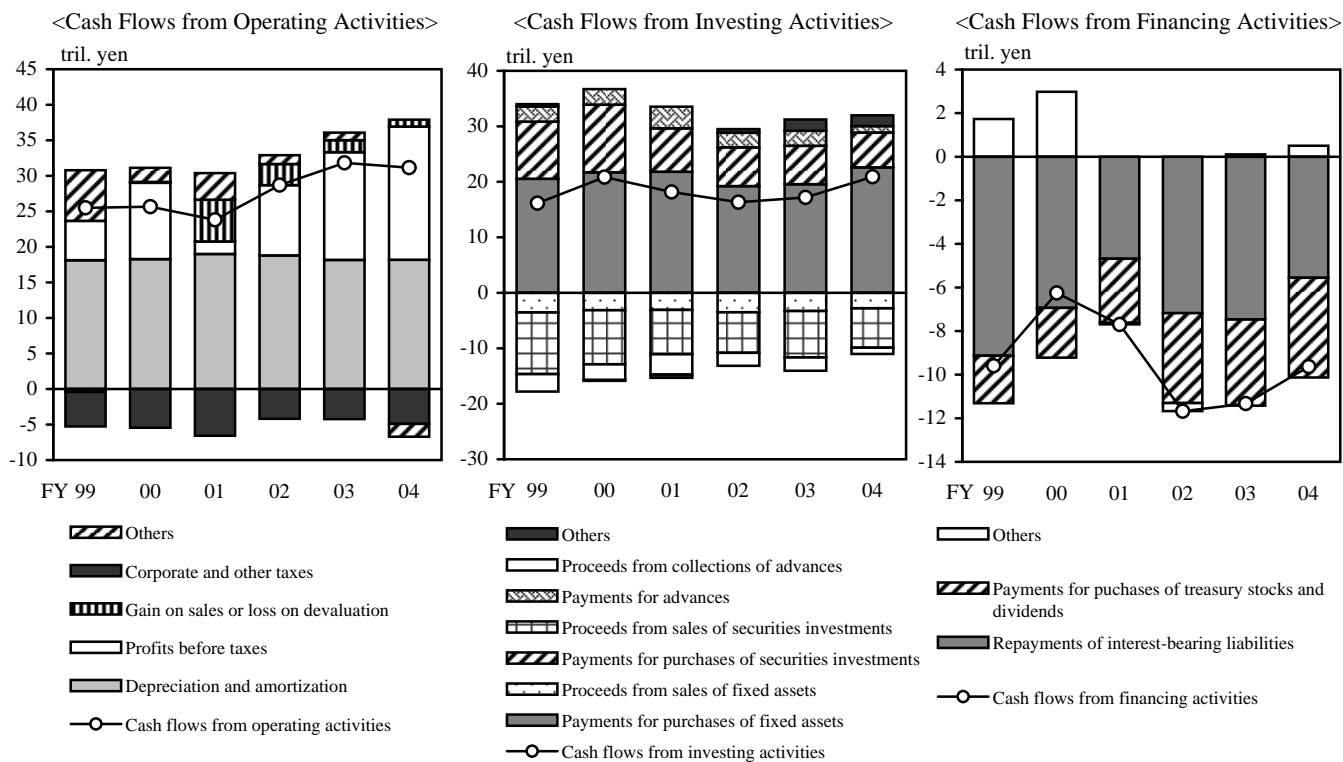 <Cash Flows from Operating Activities>
tril. yen
45
40
35
30
25
20
15
10
5
0
-5
-10
FY 99 00 01 02 03 04
Others
Corporate and other taxes
Gain on sales or loss on devaluation
Profits before taxes
Depreciation and amortization
Cash flows from operating activities
<Cash Flows from Investing Activities>
tril. yen
40
30
20
10
0
-10
-20
-30
FY 99 00 01 02 03 04
Others
Proceeds from collections of advances
Payments for advances
Proceeds from sales of securities investments
Payments for purchases of securities investments
Proceeds from sales of fixed assets
Payments for purchases of fixed assets
Cash flows from investing activities
<Cash Flows from Financing Activities>
4
2
0
-2
-4
-6
-8
-10
-12
-14
FY 99 00 01 02 03 04
Others
Payments for puchases of treasury stocks and
dividends
Repayments of interest-bearing liabilities
Cash flows from financing activities